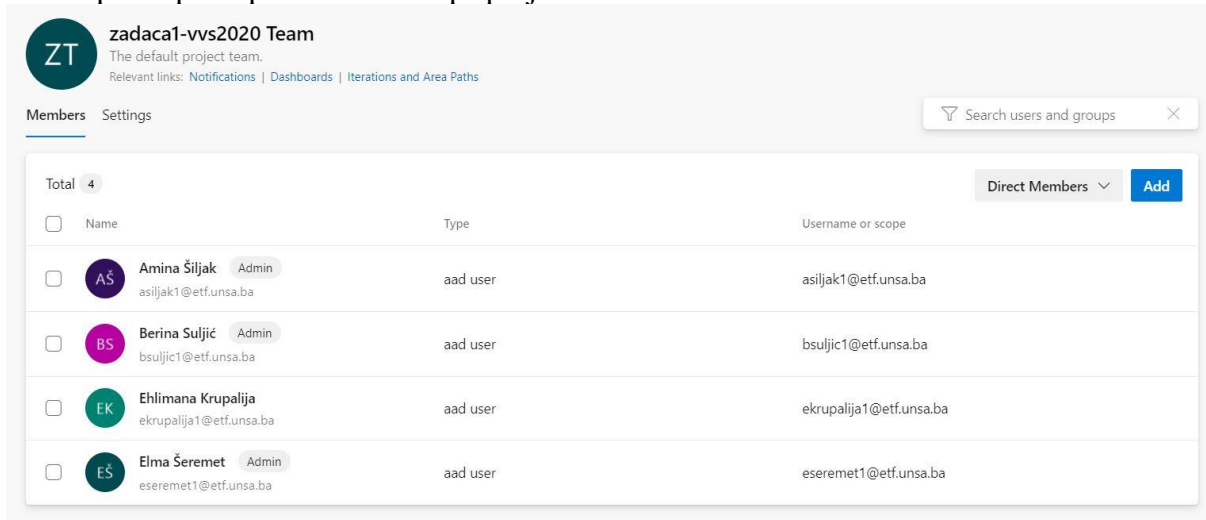 ZT
zadaca1-vvs2020 Team
The default project team.
Relevant links: Notifications | Dashboards | Iterations and Area Paths
Members Settings
Search users and groups
Total 4
Direct Members Add
Name Type Username or scope
AŠ Amina Šiljak Admin
asiljak1@etf.unsa.ba aad user asiljak1@etf.unsa.ba
BS Berina Suljić Admin
bsuljic1@etf.unsa.ba aad user bsuljic1@etf.unsa.ba
EK Ehlimana Krupalija
ekrupalija1@etf.unsa.ba aad user ekrupalija1@etf.unsa.ba
EŠ Elma Šeremet Admin
eseremet1@etf.unsa.ba aad user eseremet1@etf.unsa.ba